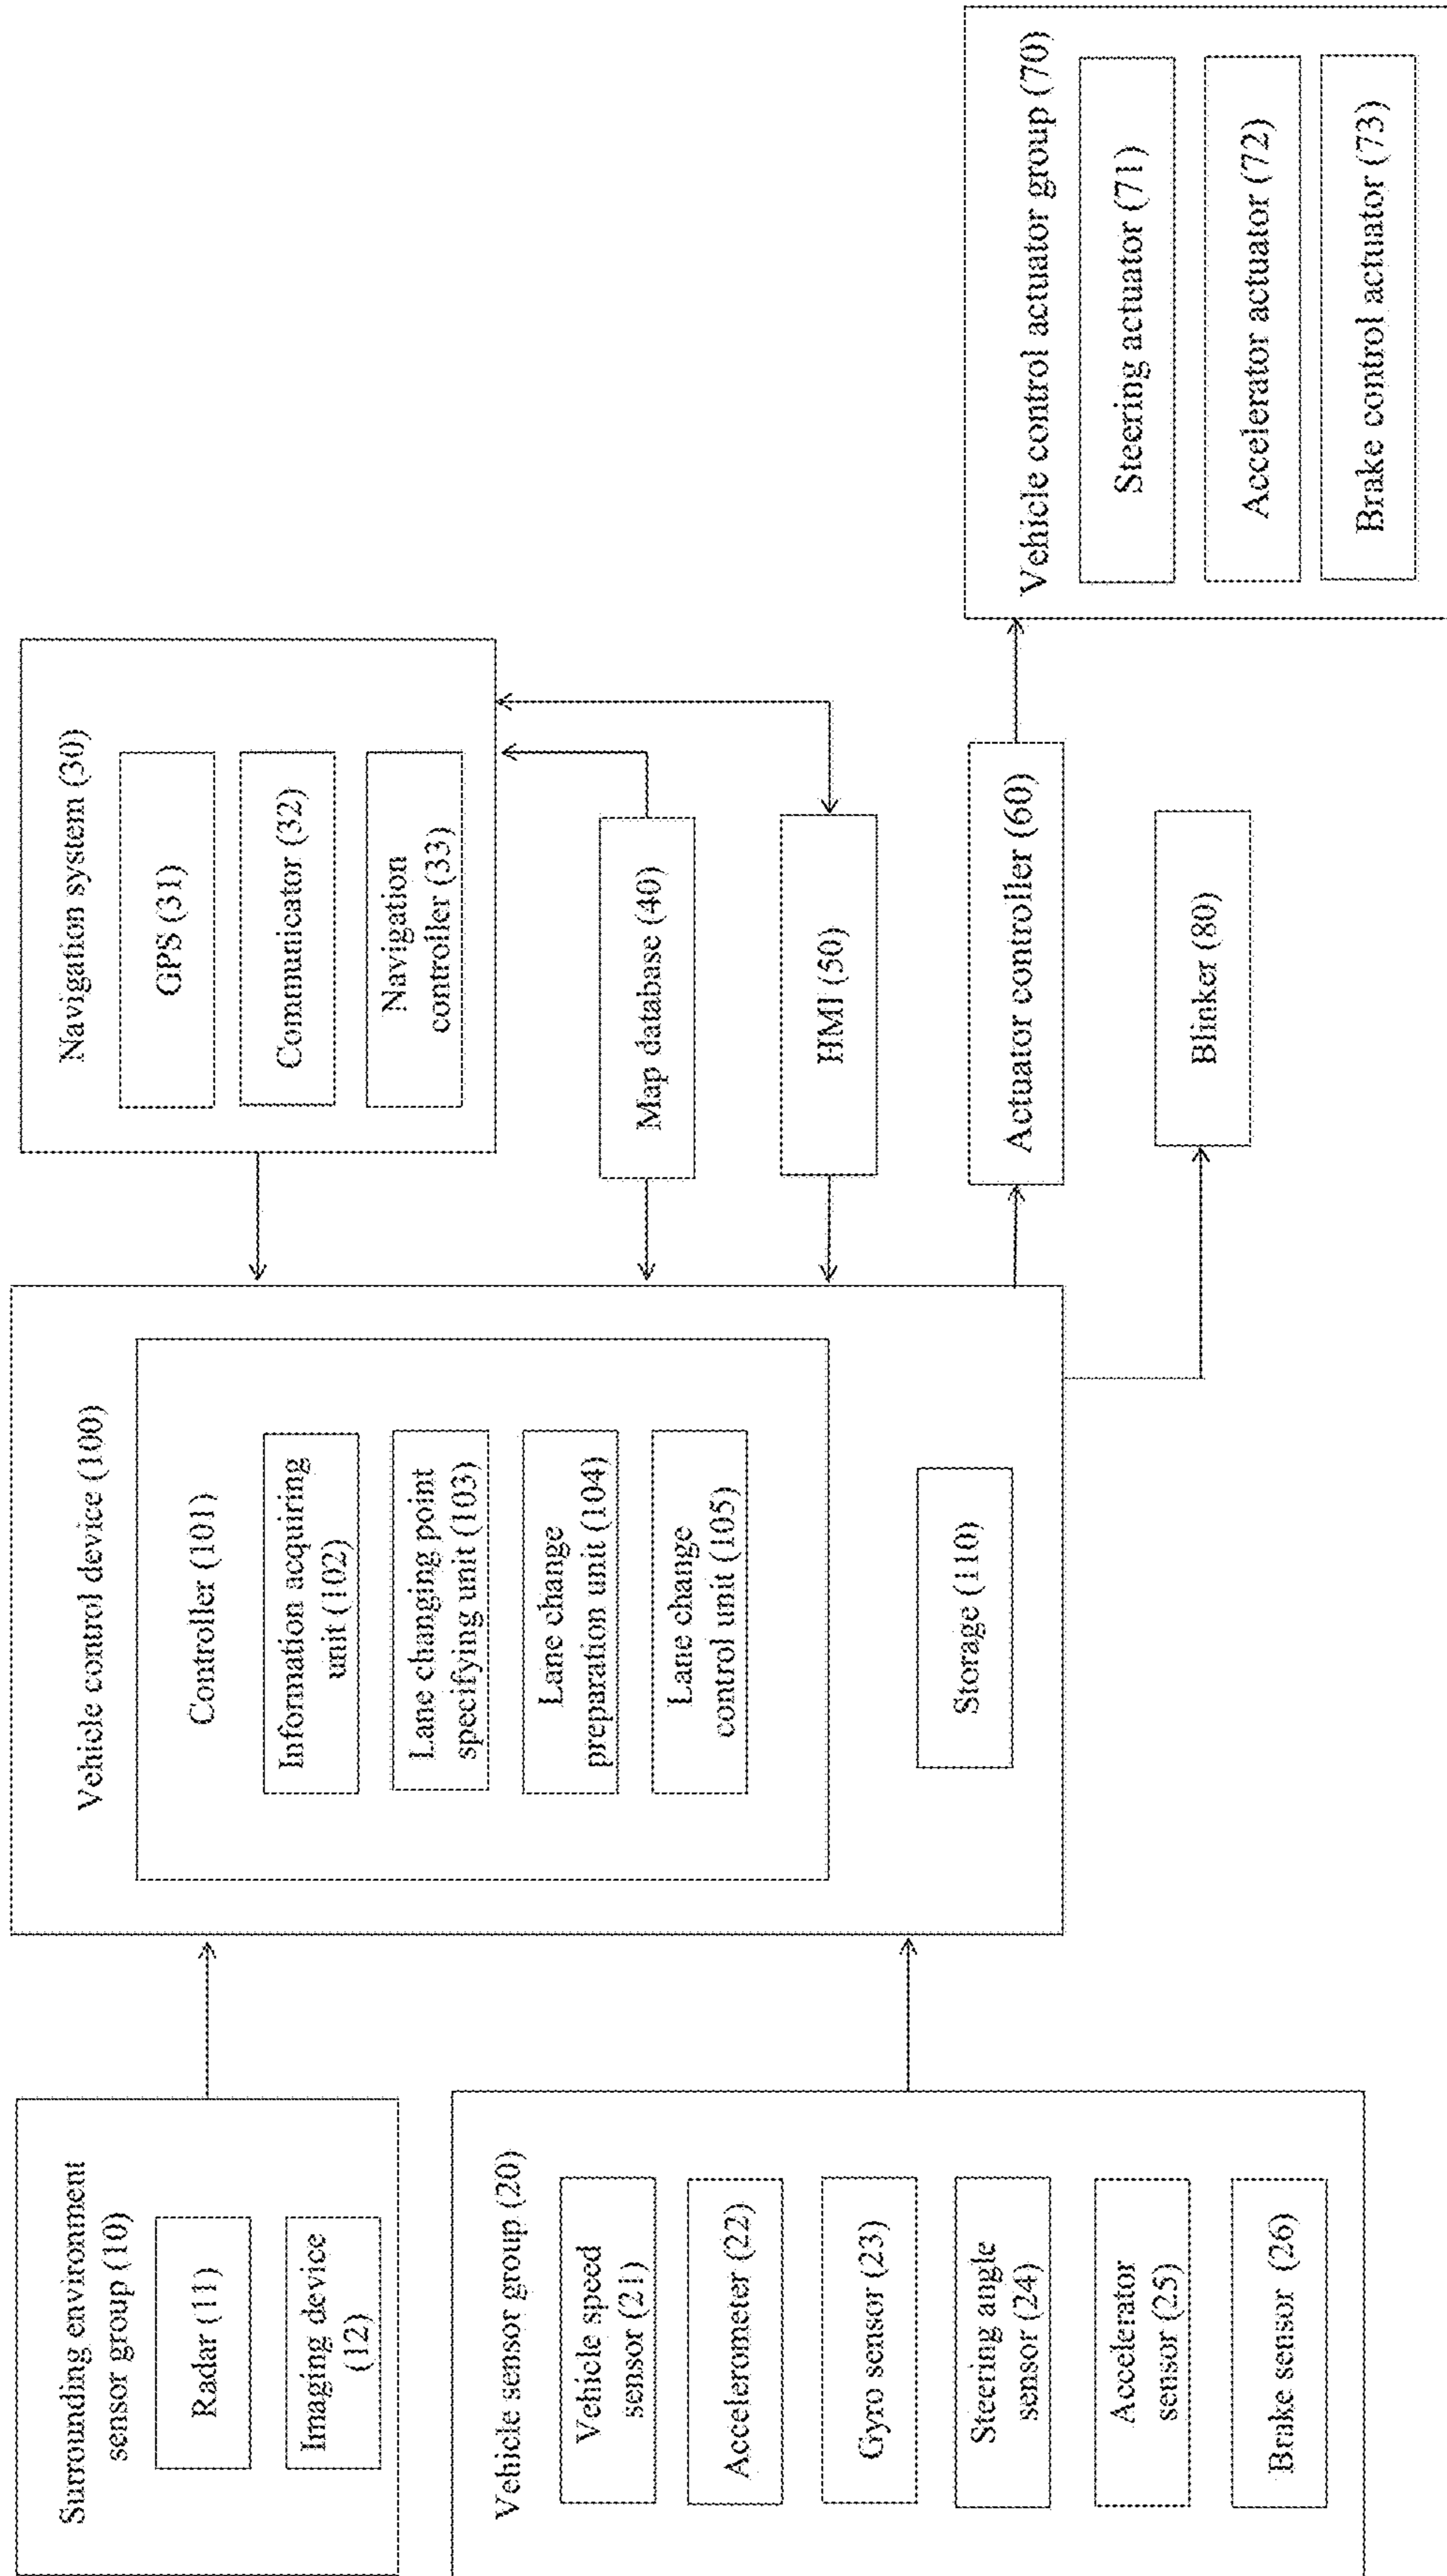 Surrounding environment
sensor group (10)
Radar (11)
Imaging device
(12)
Vehicle sensor group (20)
Vehicle speed
sensor (21)
Accelerometer (22)
Gyro sensor (23)
Steering angle
sensor (24)
Accelerator
sensor (25)
Brake sensor (26)
Vehicle control device (100)
Controller (101)
Information acquiring
unit (102)
Lane changing point
specifying unit (103)
Lane change
preparation unit (104)
Lane change
control unit (105)
Storage (110)
Navigation system (30)
GPS (31)
Communicator (32)
Navigation
controller (33)
Map database (40)
HMI (50)
Actuator controller (60)
Blinker (80)
Vehicle control actuator group (70)
Steering actuator (71)
Accelerator actuator (72)
Brake control actuator (73)